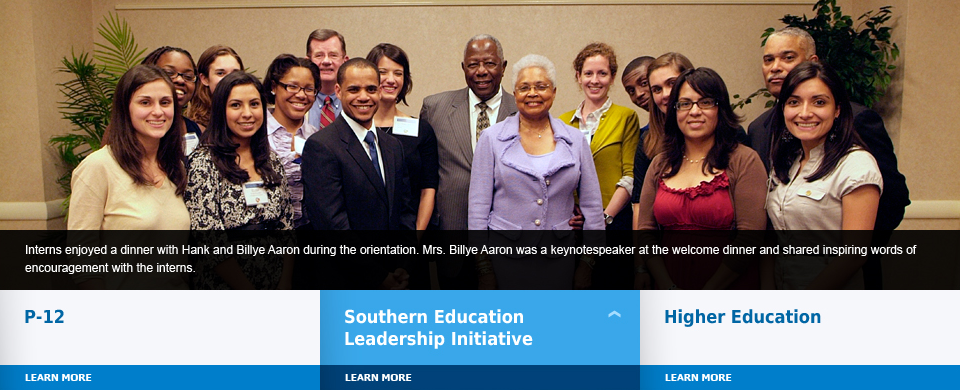 Interns enjoyed a dinner with Hank and Billye Aaron during the orientation. Mrs. Billye Aaron was a keynotespeaker at the welcome dinner and shared inspiring words of
encouragement with the interns.
P-12
Southern Education
Leadership Initiative
Higher Education
LEARN MORE
LEARN MORE
LEARN MORE